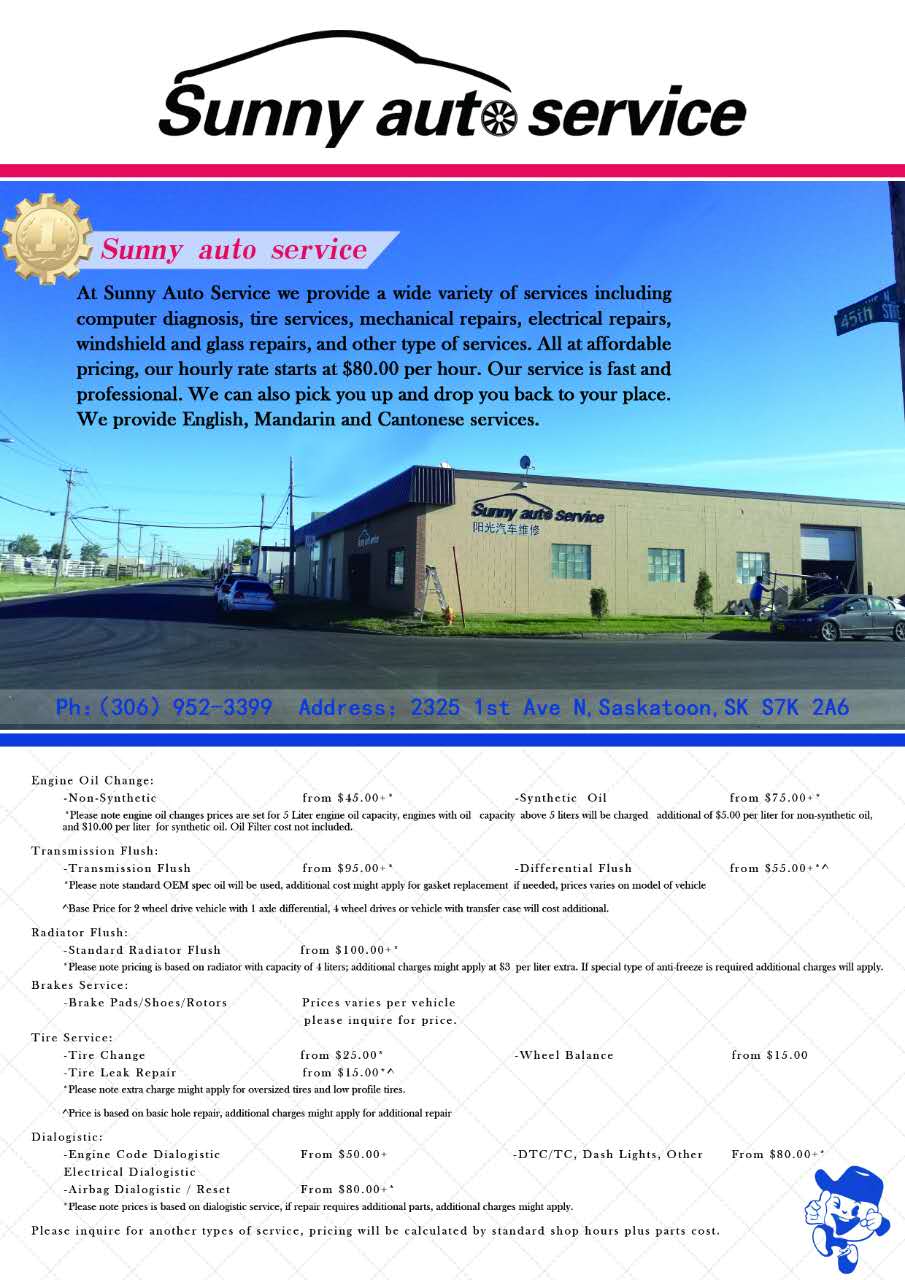 Sunny auto service
1
Sunny auto service
At Sunny Auto Service we provide a wide variety of services including
computer diagnosis, tire services, mechanical repairs, electrical repairs,
windshield and glass repairs, and other type of services. All at affordable
pricing, our hourly rate starts at $80.00 per hour. Our service is fast and
professional. We can also pick you up and drop you back to your place.
We provide English, Mandarin and Cantonese services.
45th
Sunny auto service
阳光汽车维修
Sunny auto service
Ph：(306) 952-3399 Address：2325 1st Ave N,Saskatoon,SK S7K 2A6
Engine Oil Change:
-Non-Synthetic from $45.00+* -Synthetic Oil from $75.00+*
*Please note engine oil changes prices are set for 5 Liter engine oil capacity, engines with oil capacity above 5 liters will be charged additional of $5.00 per liter for non-synthetic oil,
and $10.00 per liter for synthetic oil. Oil Filter cost not included.
Transmission Flush:
-Transmission Flush from $95.00+* -Differential Flush from $55.00+*^
*Please note standard OEM spec oil will be used, additional cost might apply for gasket replacement if needed, prices varies on model of vehicle
^Base Price for 2 wheel drive vehicle with 1 axle differential, 4 wheel drives or vehicle with transfer case will cost additional.
Radiator Flush:
-Standard Radiator Flush from $100.00+*
*Please note pricing is based on radiator with capacity of 4 liters; additional charges might apply at $3 per liter extra. If special type of anti-freeze is required additional charges will apply.
Brakes Service:
-Brake Pads/Shoes/Rotors Prices varies per vehicle
please inquire for price.
Tire Service:
-Tire Change from $25.00* -Wheel Balance from $15.00
-Tire Leak Repair from $15.00*^
*Please note extra charge might apply for oversized tires and low profile tires.
^Price is based on basic hole repair, additional charges might apply for additional repair
Dialogistic:
-Engine Code Dialogistic From $50.00+ -DTC/TC, Dash Lights, Other From $80.00+*
Electrical Dialogistic
-Airbag Dialogistic / Reset From $80.00+*
*Please note prices is based on dialogistic service, if repair requires additional parts, additional charges might apply.
Please inquire for another types of service, pricing will be calculated by standard shop hours plus parts cost.